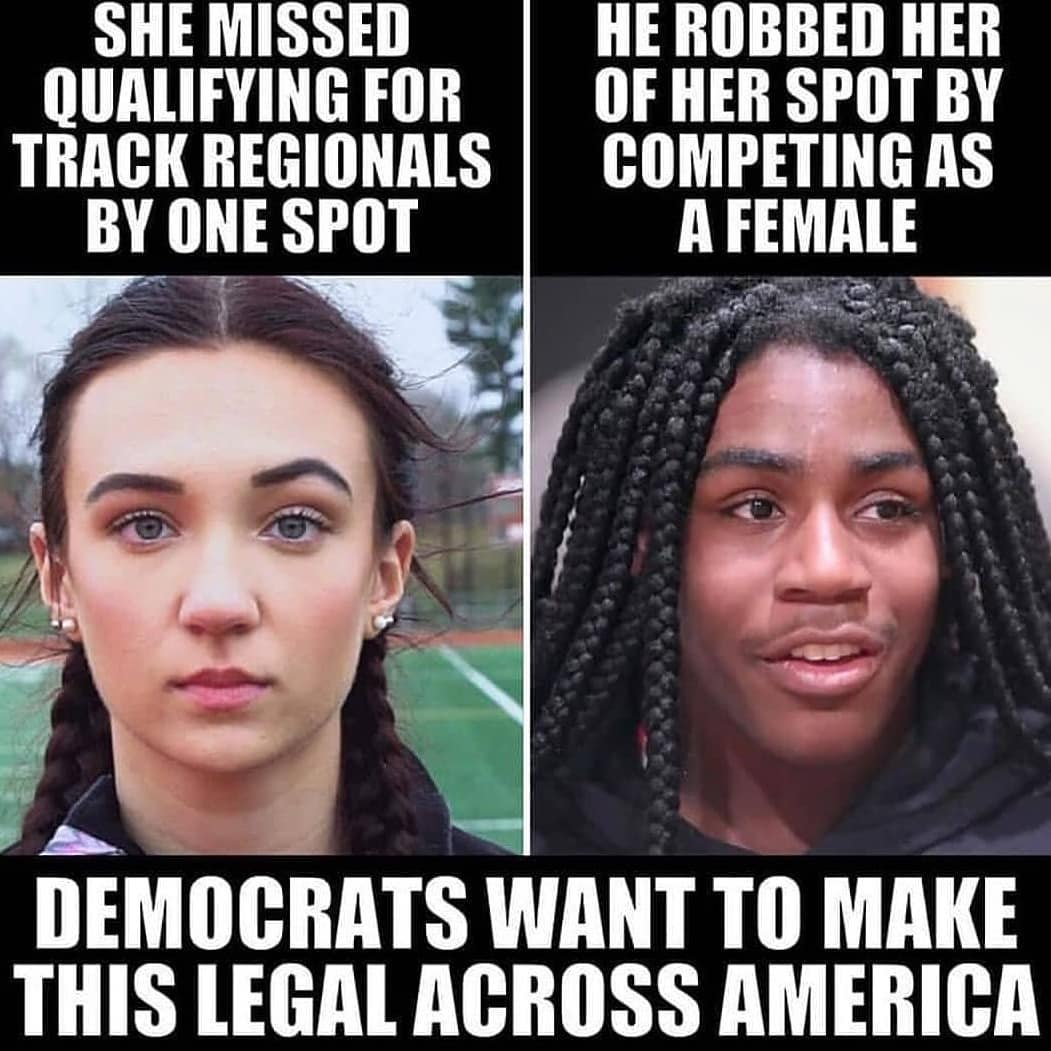 SHE MISSED
QUALIFYING FOR
TRACK REGIONALS
BY ONE SPOT
HE ROBBED HER
OF HER SPOT BY
COMPETING AS
A FEMALE
DEMOCRATS WANT TO MAKE
THIS LEGAL ACROSS AMERICA